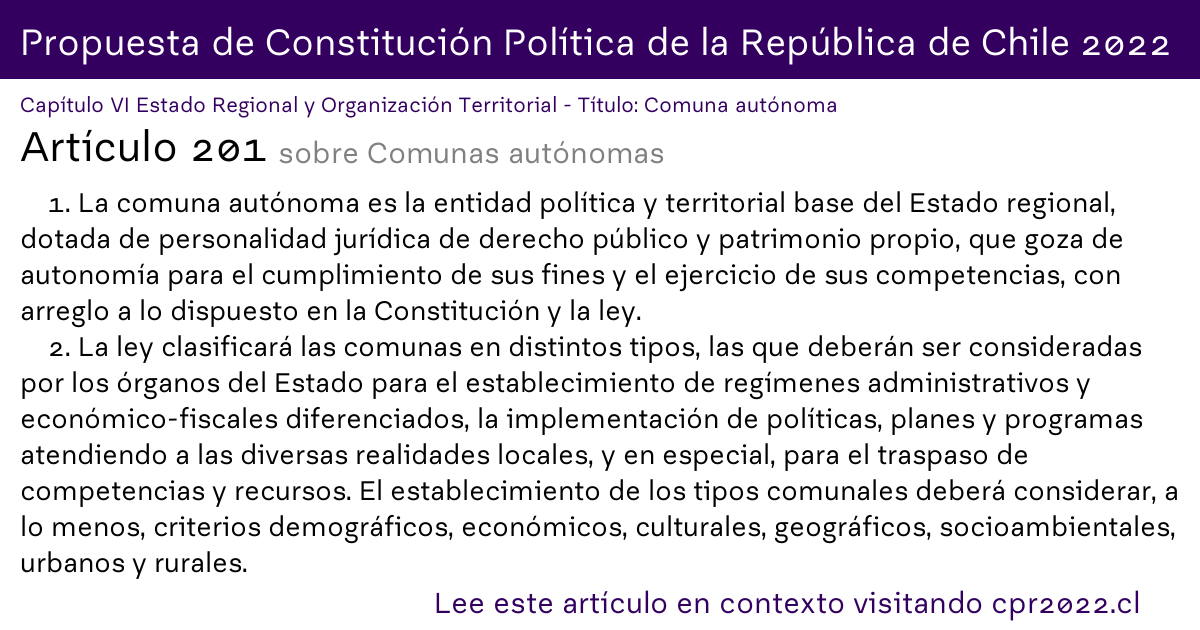 Propuesta de Constitución Política de la República de Chile 2022
Capítulo VI Estado Regional y Organización Territorial - Título: Comuna autónoma
Artículo 201 sobre Comunas autónomas
1. La comuna autónoma es la entidad política y territorial base del Estado regional,
dotada de personalidad jurídica de derecho público y patrimonio propio, que goza de
autonomía para el cumplimiento de sus fines y el ejercicio de sus competencias, con
arreglo a lo dispuesto en la Constitución y la ley.
2. La ley clasificará las comunas en distintos tipos, las que deberán ser consideradas
por los órganos del Estado para el establecimiento de regímenes administrativos y
económico-fiscales diferenciados, la implementación de políticas, planes y programas
atendiendo a las diversas realidades locales, y en especial, para el traspaso de
competencias y recursos. El establecimiento de los tipos comunales deberá considerar, a
lo menos, criterios demográficos, económicos, culturales, geográficos, socioambientales,
urbanos y rurales.
Lee este artículo en contexto visitando cpr2022.cl